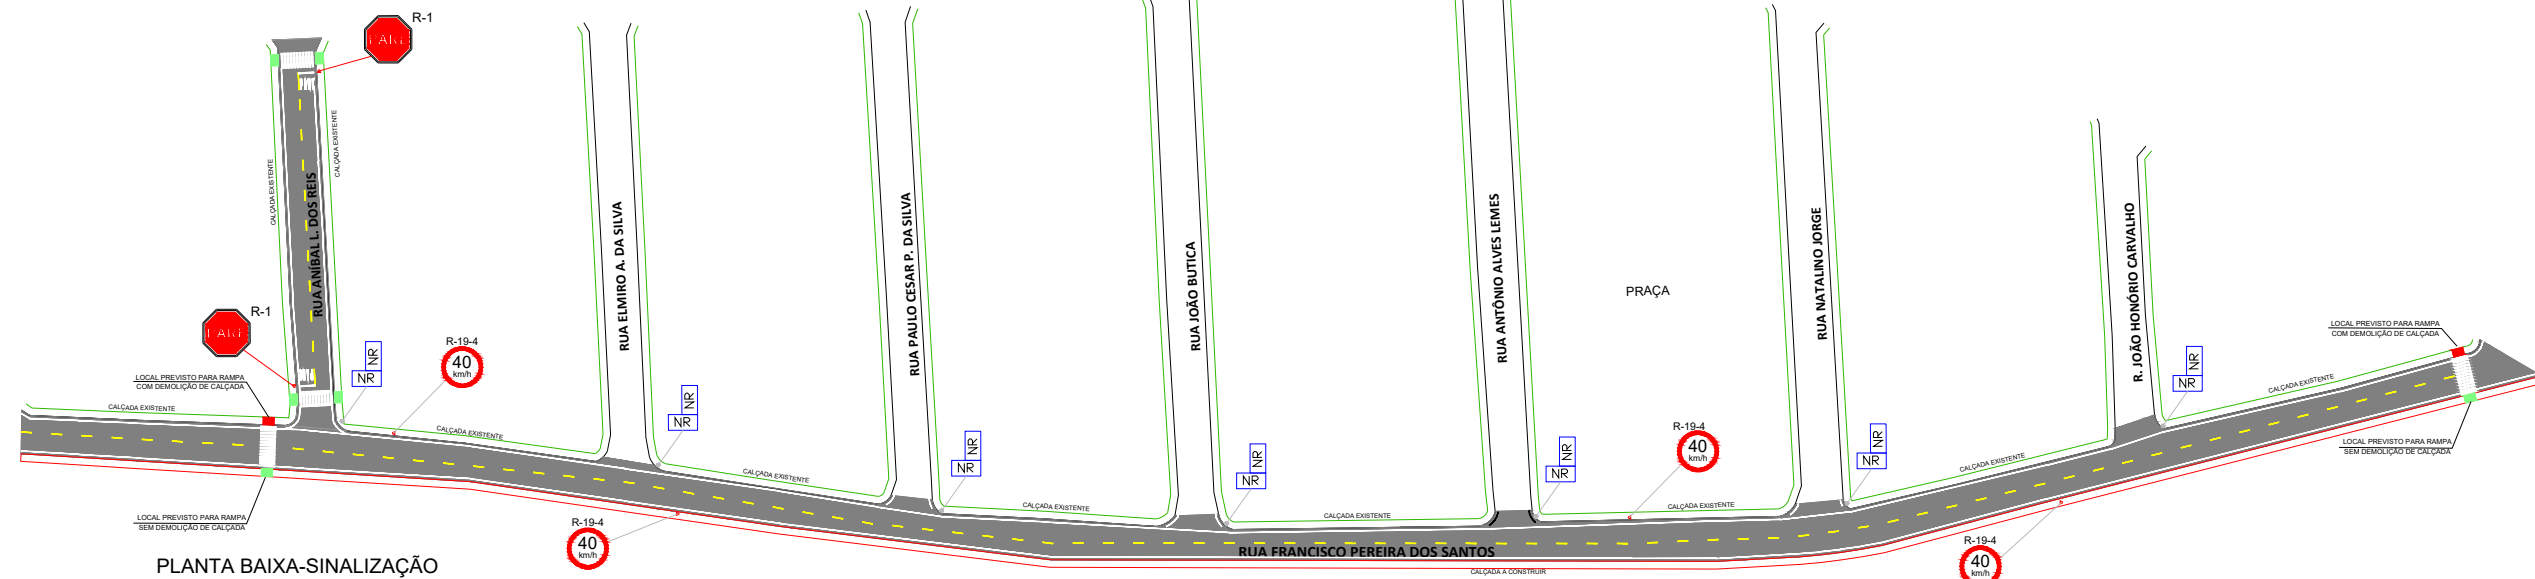 R-1
PARE
CALÇADA EXISTENTE
CALÇADA EXISTENTE
RUA ANÍBAL L. DOS REIS
R-1
PARE
LOCAL PREVISTO PARA RAMPA
COM DEMOLIÇÃO DE CALÇADA
CALÇADA EXISTENTE
NR
NR
R-19-4
40
km/h
CALÇADA EXISTENTE
RUA ELMIRO A. DA SILVA
NR
NR
CALÇADA EXISTENTE
RUA PAULO CESAR P. DA SILVA
NR
NR
CALÇADA EXISTENTE
RUA JOÃO BUTICA
NR
NR
CALÇADA EXISTENTE
RUA ANTÔNIO ALVES LEMES
NR
NR
PRAÇA
R-19-4
40
km/h
CALÇADA EXISTENTE
RUA NATALINO JORGE
NR
NR
CALÇADA EXISTENTE
R. JOÃO HONÓRIO CARVALHO
NR
NR
CALÇADA EXISTENTE
LOCAL PREVISTO PARA RAMPA
COM DEMOLIÇÃO DE CALÇADA
LOCAL PREVISTO PARA RAMPA
SEM DEMOLIÇÃO DE CALÇADA
LOCAL PREVISTO PARA RAMPA
SEM DEMOLIÇÃO DE CALÇADA
R-19-4
40
km/h
RUA FRANCISCO PEREIRA DOS SANTOS
CALÇADA A CONSTRUIR
R-19-4
40
km/h
PLANTA BAIXA-SINALIZAÇÃO